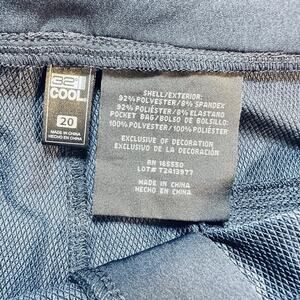 32°
COOL
20
MADE IN CHINA
HECHO EN CHINA
SHELL/EXTERIOR:
92% POLYESTER/8% SPANDEX
92% POLIÉSTER/8% ELASTANO
POCKET BAG/BOLSO DE BOLSILLO:
100% POLYESTER/100% POLIÉSTER
EXCLUSIVE OF DECORATION
EXCLUSIVO DE DECORATION
RN 165550
LOT# T2413977
MADE IN CHINA
HECHO EN CHINA